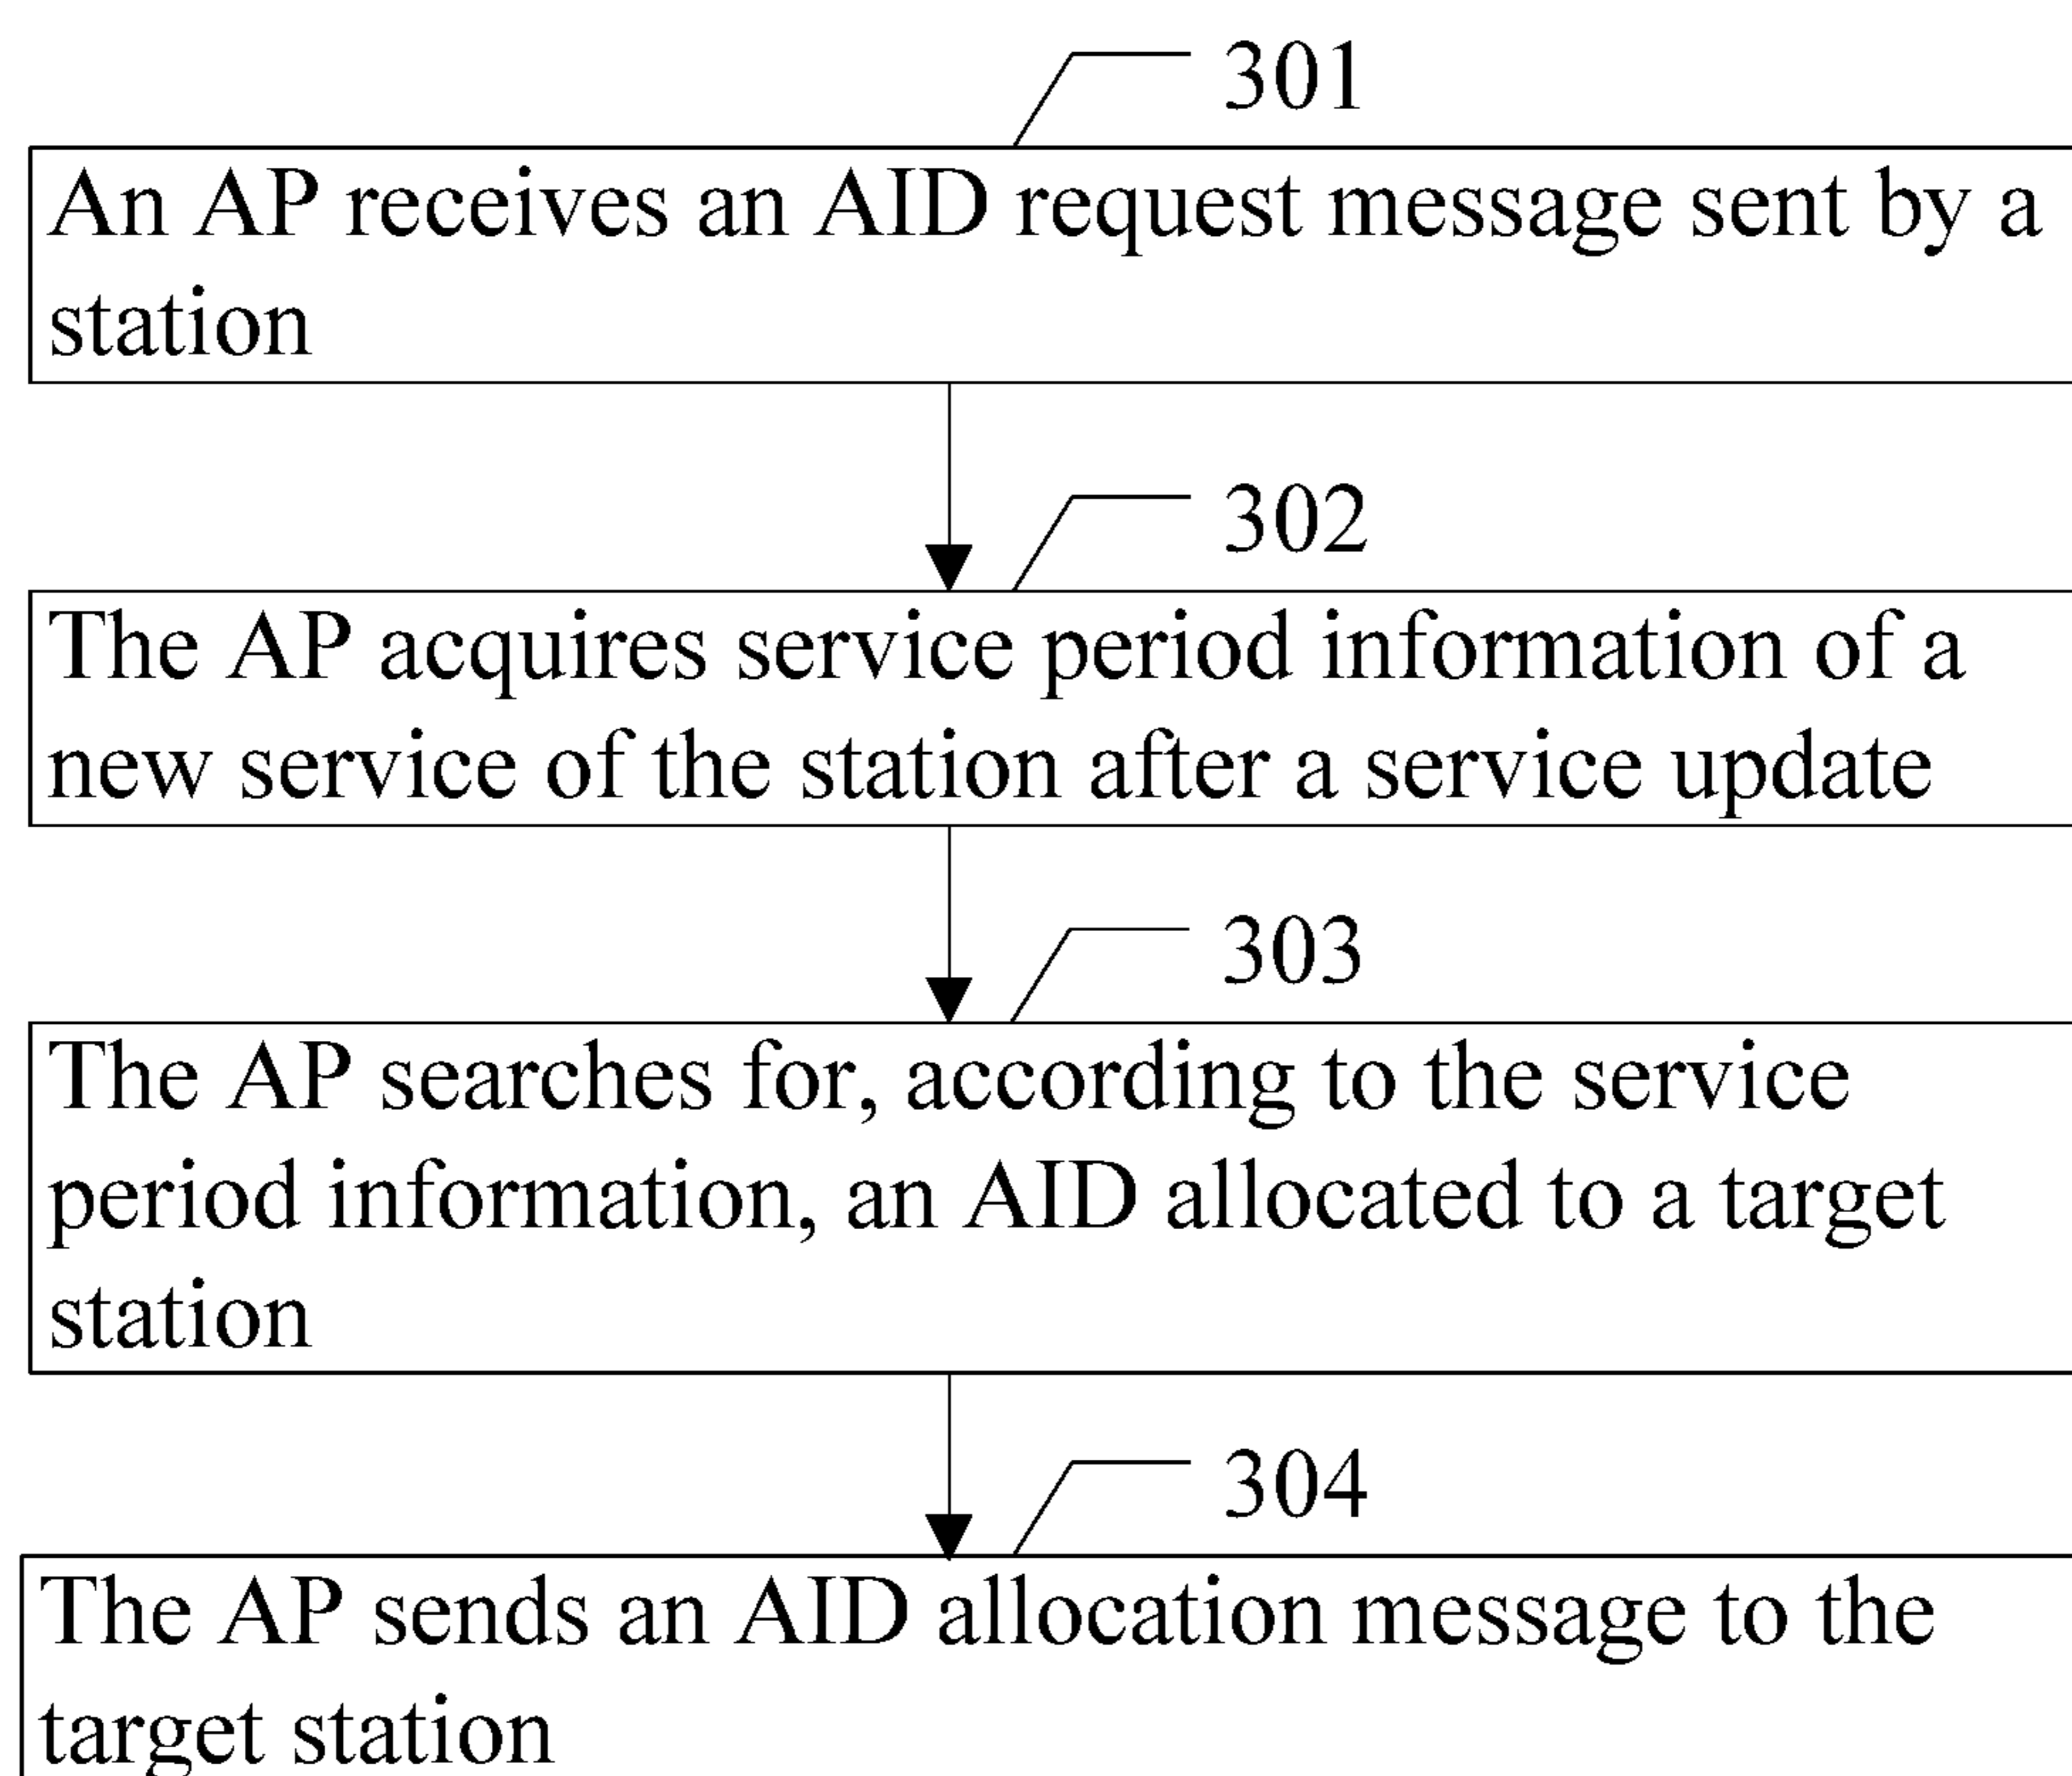 301
An AP receives an AID request message sent by a
station
302
The AP acquires service period information of a
new service of the station after a service update
303
The AP searches for, according to the service
period information, an AID allocated to a target
station
304
The AP sends an AID allocation message to the
target station